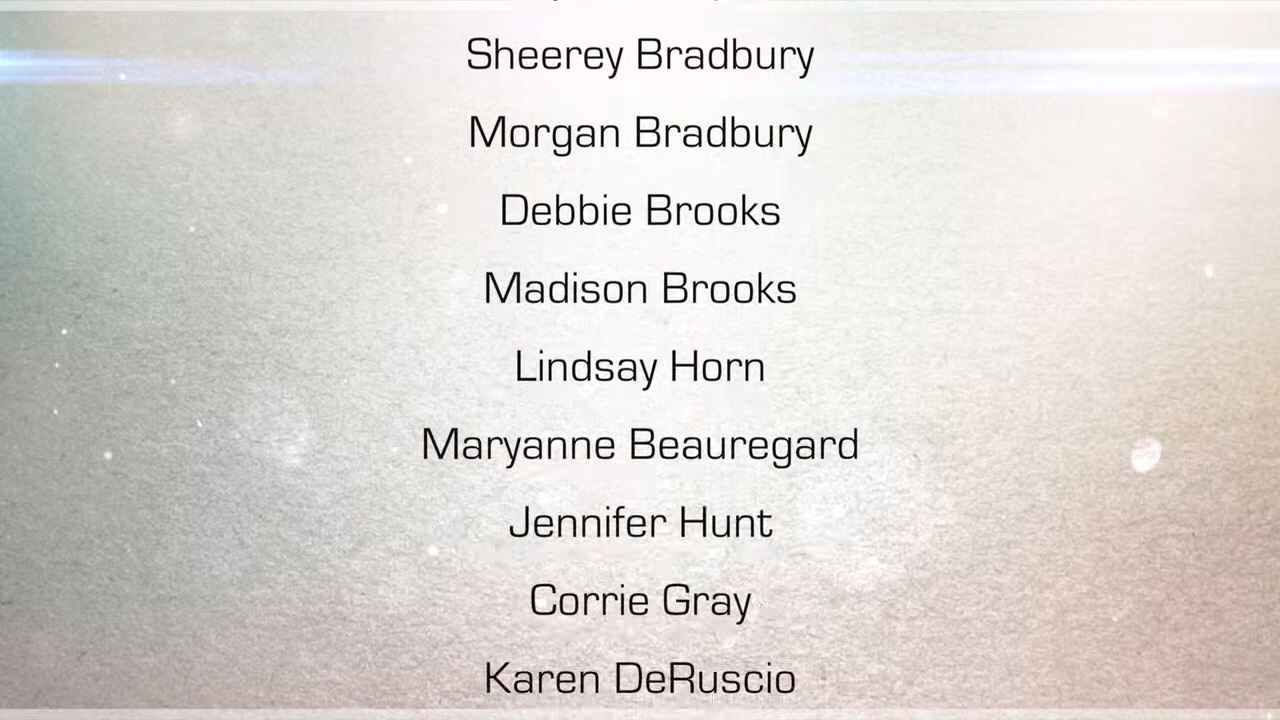 Sheerey Bradbury
Morgan Bradbury
Debbie Brooks
Madison Brooks
Lindsay Horn
Maryanne Beauregard
Jennifer Hunt
Corrie Gray
Karen DeRuscio